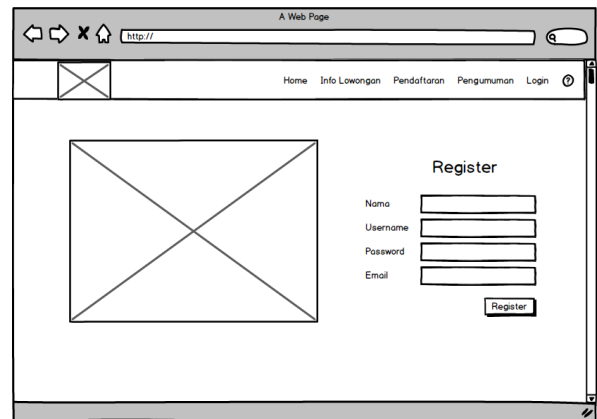 A Web Page
http://
Home Info Lowongan Pendaftaran Pengumuman Login ?
Register
Nama
Username
Password
Email
Register